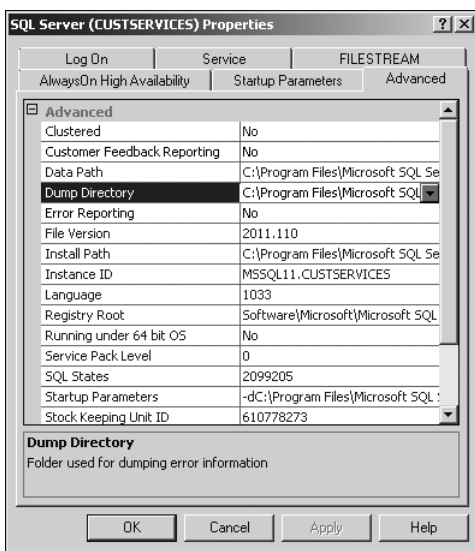 SQL Server (CUSTSERVICES) Properties
Log On Service FILESTREAM
AlwaysOn High Availability Startup Parameters Advanced
Advanced
Clustered No
Customer Feedback Reporting No
Data Path C:\Program Files\Microsoft SQL Se
Dump Directory C:\Program Files\Microsoft SQL
Error Reporting No
File Version 2011.110
Install Path C:\Program Files\Microsoft SQL Se
Instance ID MSSQL11.CUSTSERVICES
Language 1033
Registry Root Software\Microsoft\Microsoft SQL
Running under 64 bit OS No
Service Pack Level 0
SQL States 2099205
Startup Parameters -dC:\Program Files\Microsoft SQL
Stock Keeping Unit ID 610778273
Dump Directory
Folder used for dumping error information
OK Cancel Apply Help